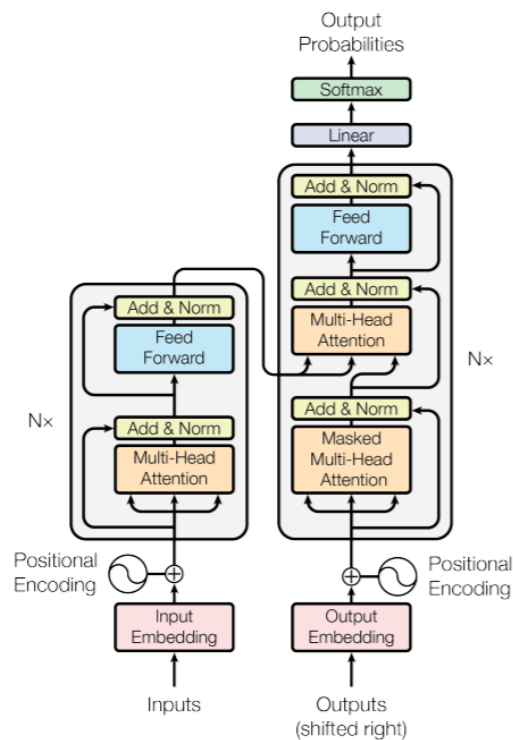 Output
Probabilities
Softmax
Linear
Add & Norm
Feed
Forward
Add & Norm
Multi-Head
Attention
Add & Norm
Masked
Multi-Head
Attention
Nx
Positional
Encoding
Output
Embedding
Outputs
(shifted right)
Add & Norm
Feed
Forward
Add & Norm
Multi-Head
Attention
Nx
Positional
Encoding
Input
Embedding
Inputs